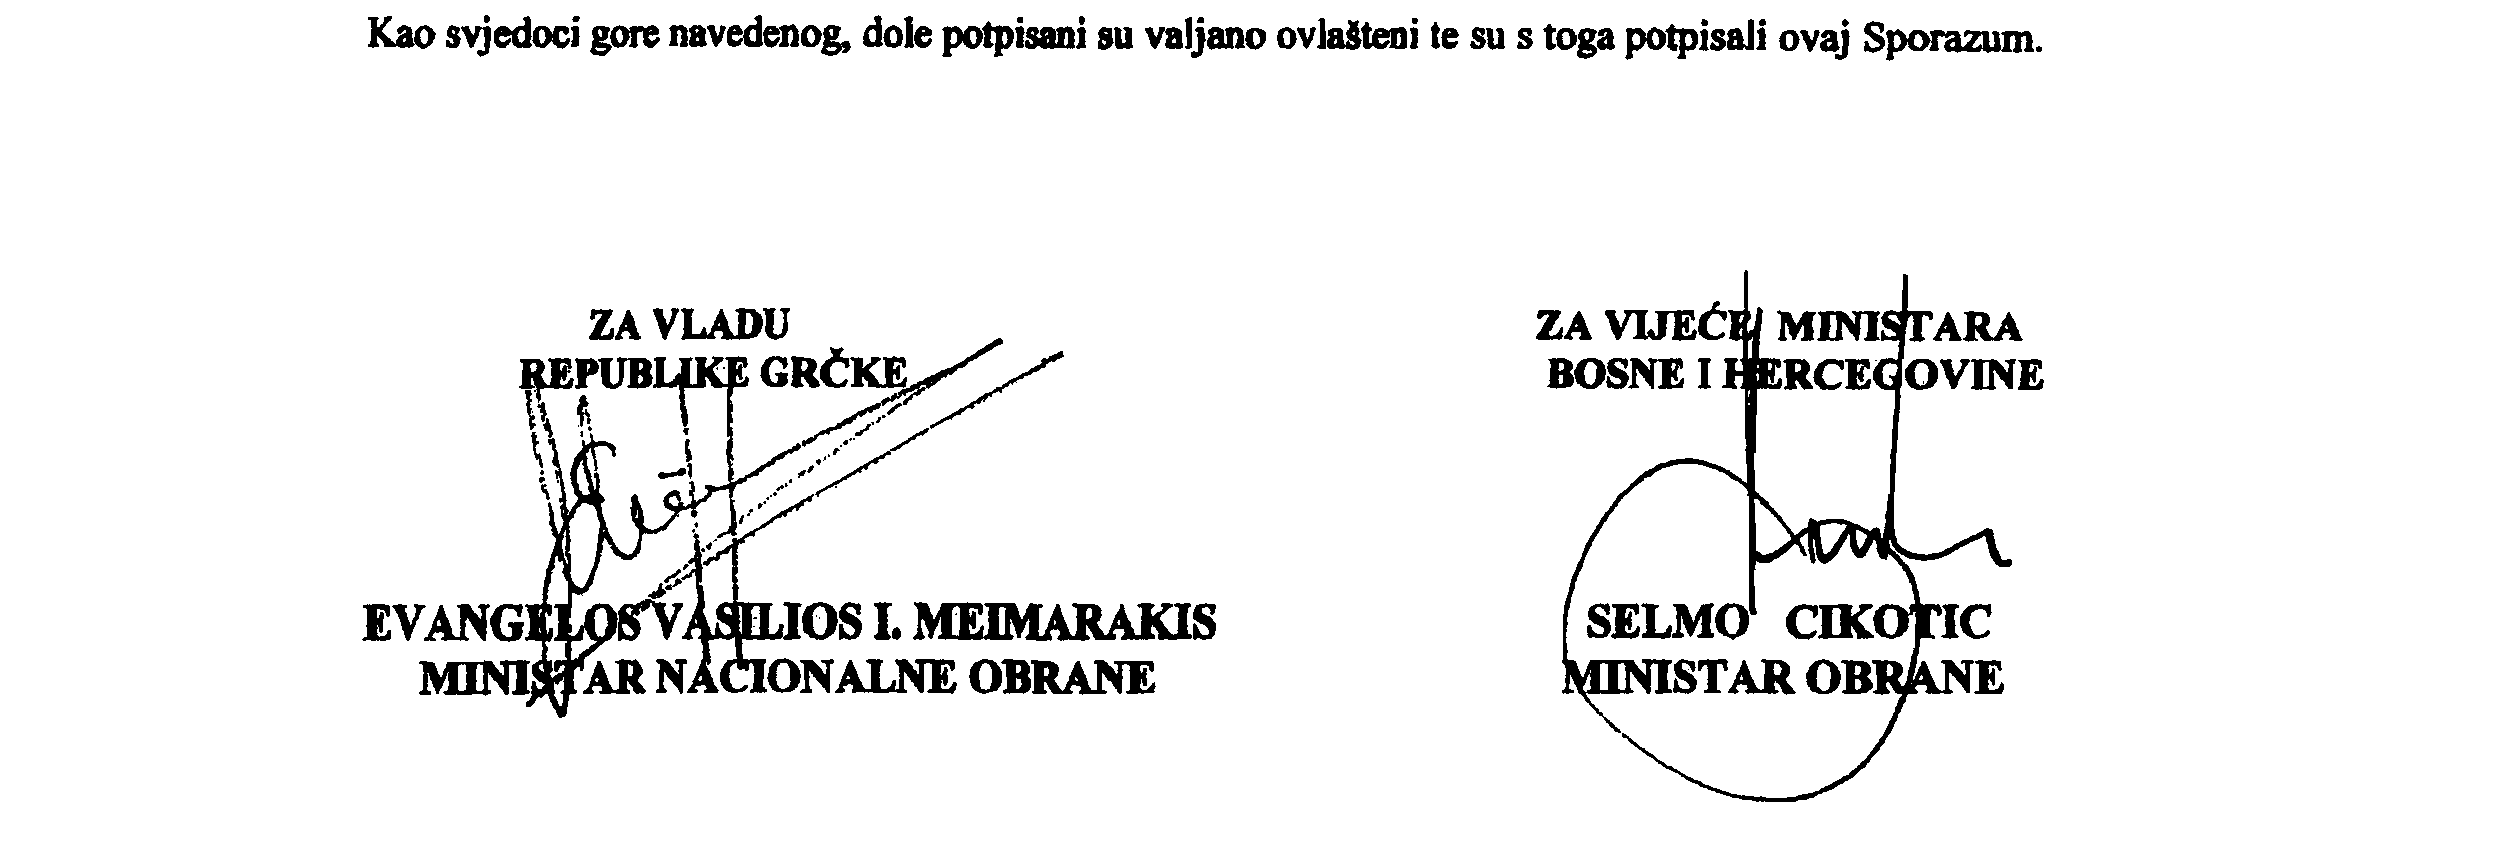 Kao svjedoci gore navedenog, dole potpisani su valjano ovlašteni te su s toga potpisali ovaj Sporazum.
ZA VLADU
REPUBLIKE GRČKE
EVANGELOS VASILIOS I. MEIMARAKIS
MINISTAR NACIONALNE OBRANE
ZA VIJEĆE MINISTARA
BOSNE I HERCEGOVINE
SELMO CIKOTIC
MINISTAR OBRANE